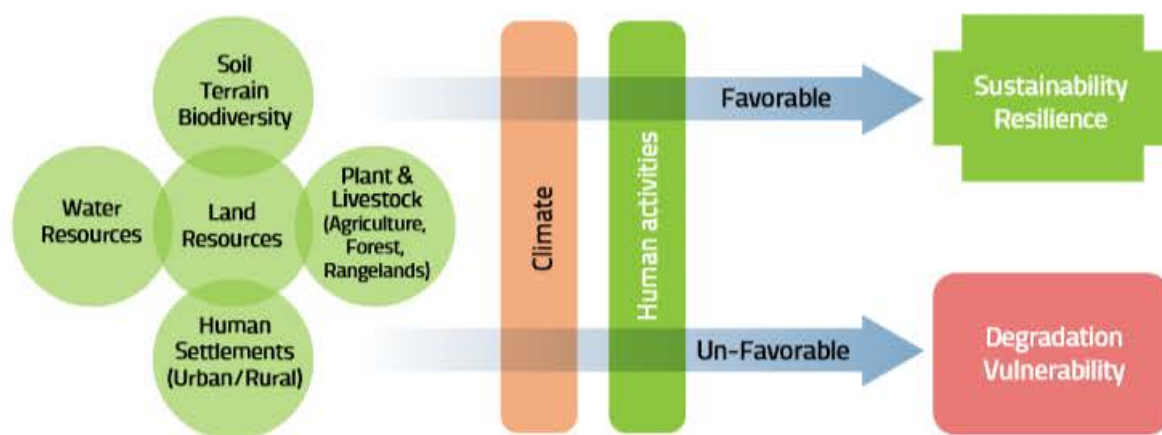 Soil
Terrain
Biodiversity
Water
Resources
Land
Resources
Plant &
Livestock
(Agriculture,
Forest,
Rangelands)
Human
Settlements
(Urban/Rural)
Climate
Human activities
Favorable
Un-Favorable
Sustainability
Resilience
Degradation
Vulnerability